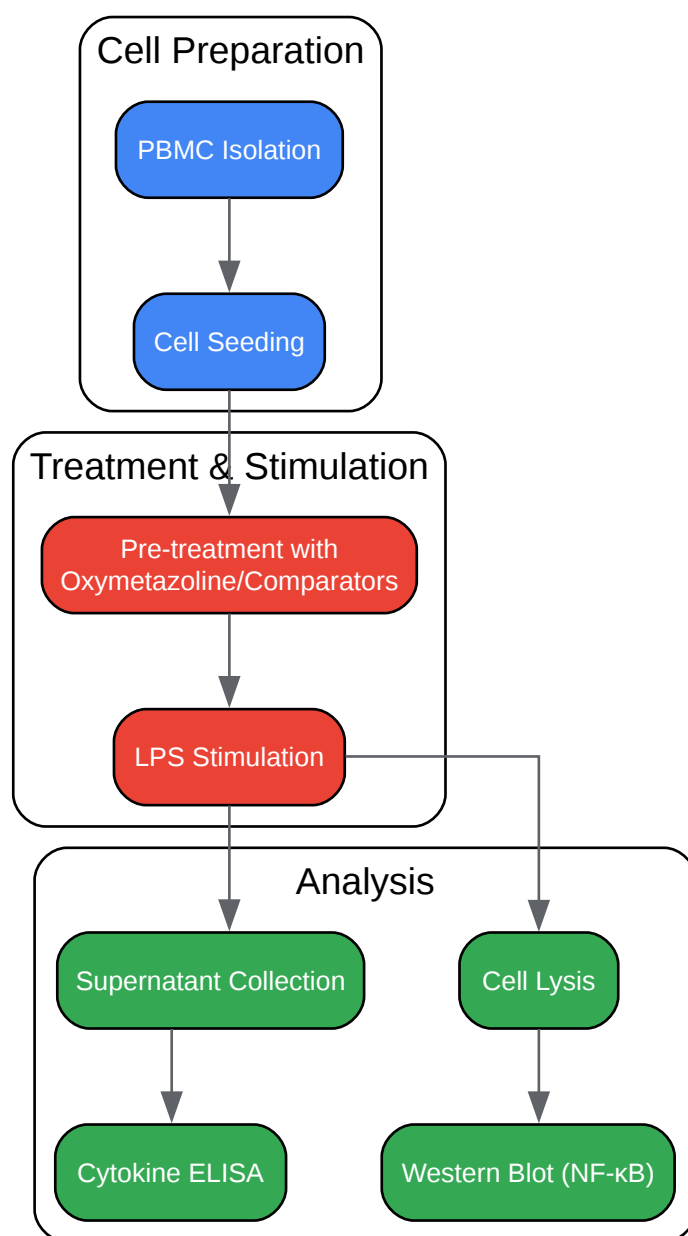 Cell Preparation
PBMC Isolation
Cell Seeding
Treatment & Stimulation
Pre-treatment with
Oxymetazoline/Comparators
LPS Stimulation
Analysis
Supernatant Collection
Cell Lysis
Cytokine ELISA
Western Blot (NF-κB)